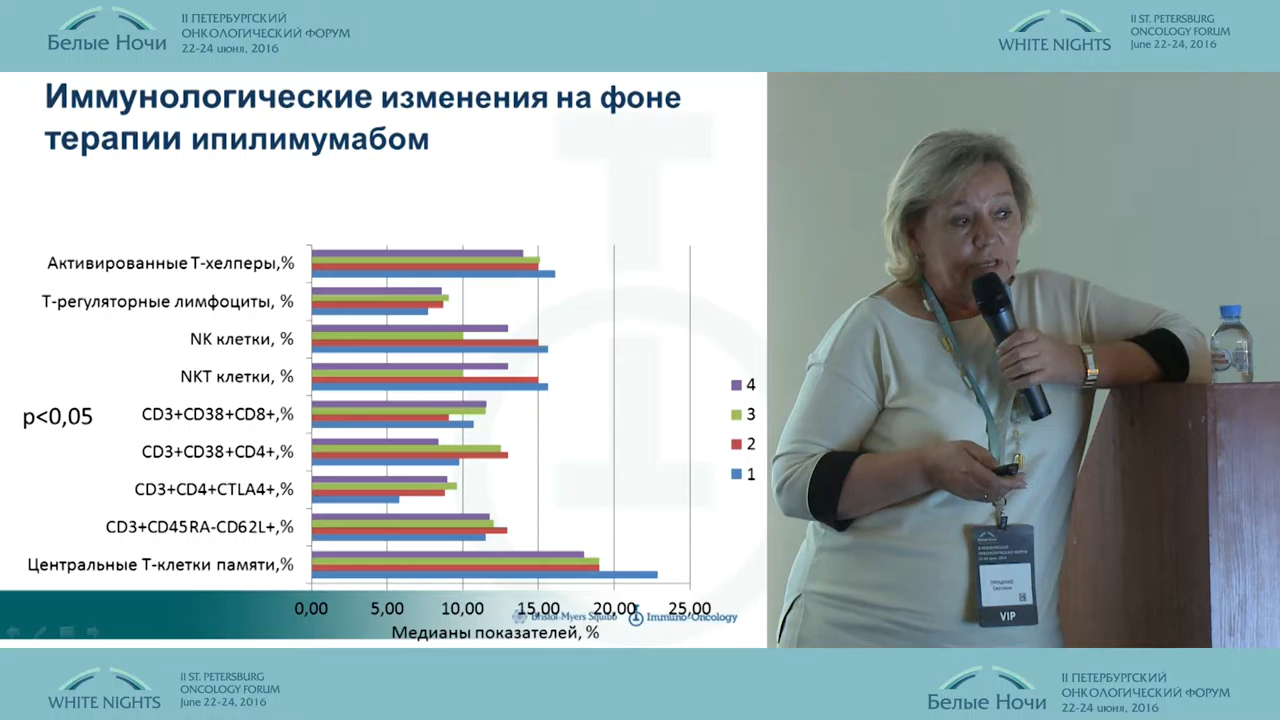 Белые Ночи
II ПЕТЕРБУРГСКИЙ
ОНКОЛОГИЧЕСКИЙ ФОРУМ
22-24 июня, 2016
WHITE NIGHTS
II ST. PETERSBURG
ONCOLOGY FORUM
June 22-24, 2016
Иммунологические изменения на фоне
терапии ипилимумабом
Активированные Т-хелперы,%
Т-регуляторные лимфоциты, %
NK клетки, %
NKT клетки, %
CD3+CD38+CD8+,%
CD3+CD38+CD4+,%
CD3+CD4+CTLA4+,%
CD3+CD45RA-CD62L+,%
Центральные Т-клетки памяти,%
p<0,05
4
3
2
1
0,00 5,00 10,00 15,00 20,00 25,00
Bristol-Myers Squibb
Immuno-Oncology
Медианы показателей, %
Белые Ночи
ПРОЦЕНКО
Светлана
VIP
WHITE NIGHTS
II ST. PETERSBURG
ONCOLOGY FORUM
June 22-24, 2016
Белые Ночи
II ПЕТЕРБУРГСКИЙ
ОНКОЛОГИЧЕСКИЙ ФОРУМ
22-24 июня, 2016